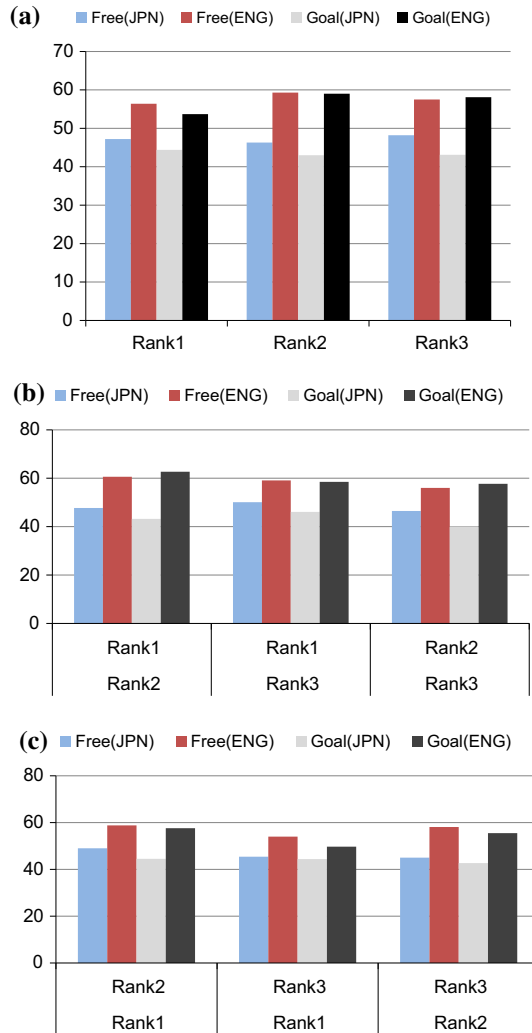 (a)
Free(JPN) Free(ENG) Goal(JPN) Goal(ENG)
70
60
50
40
30
20
10
0
Rank1 Rank2 Rank3
(b)
Free(JPN) Free(ENG) Goal(JPN) Goal(ENG)
80
60
40
20
0
Rank1 Rank1 Rank2
Rank2 Rank3 Rank3
(c)
Free(JPN) Free(ENG) Goal(JPN) Goal(ENG)
80
60
40
20
0
Rank2 Rank3 Rank3
Rank1 Rank1 Rank2